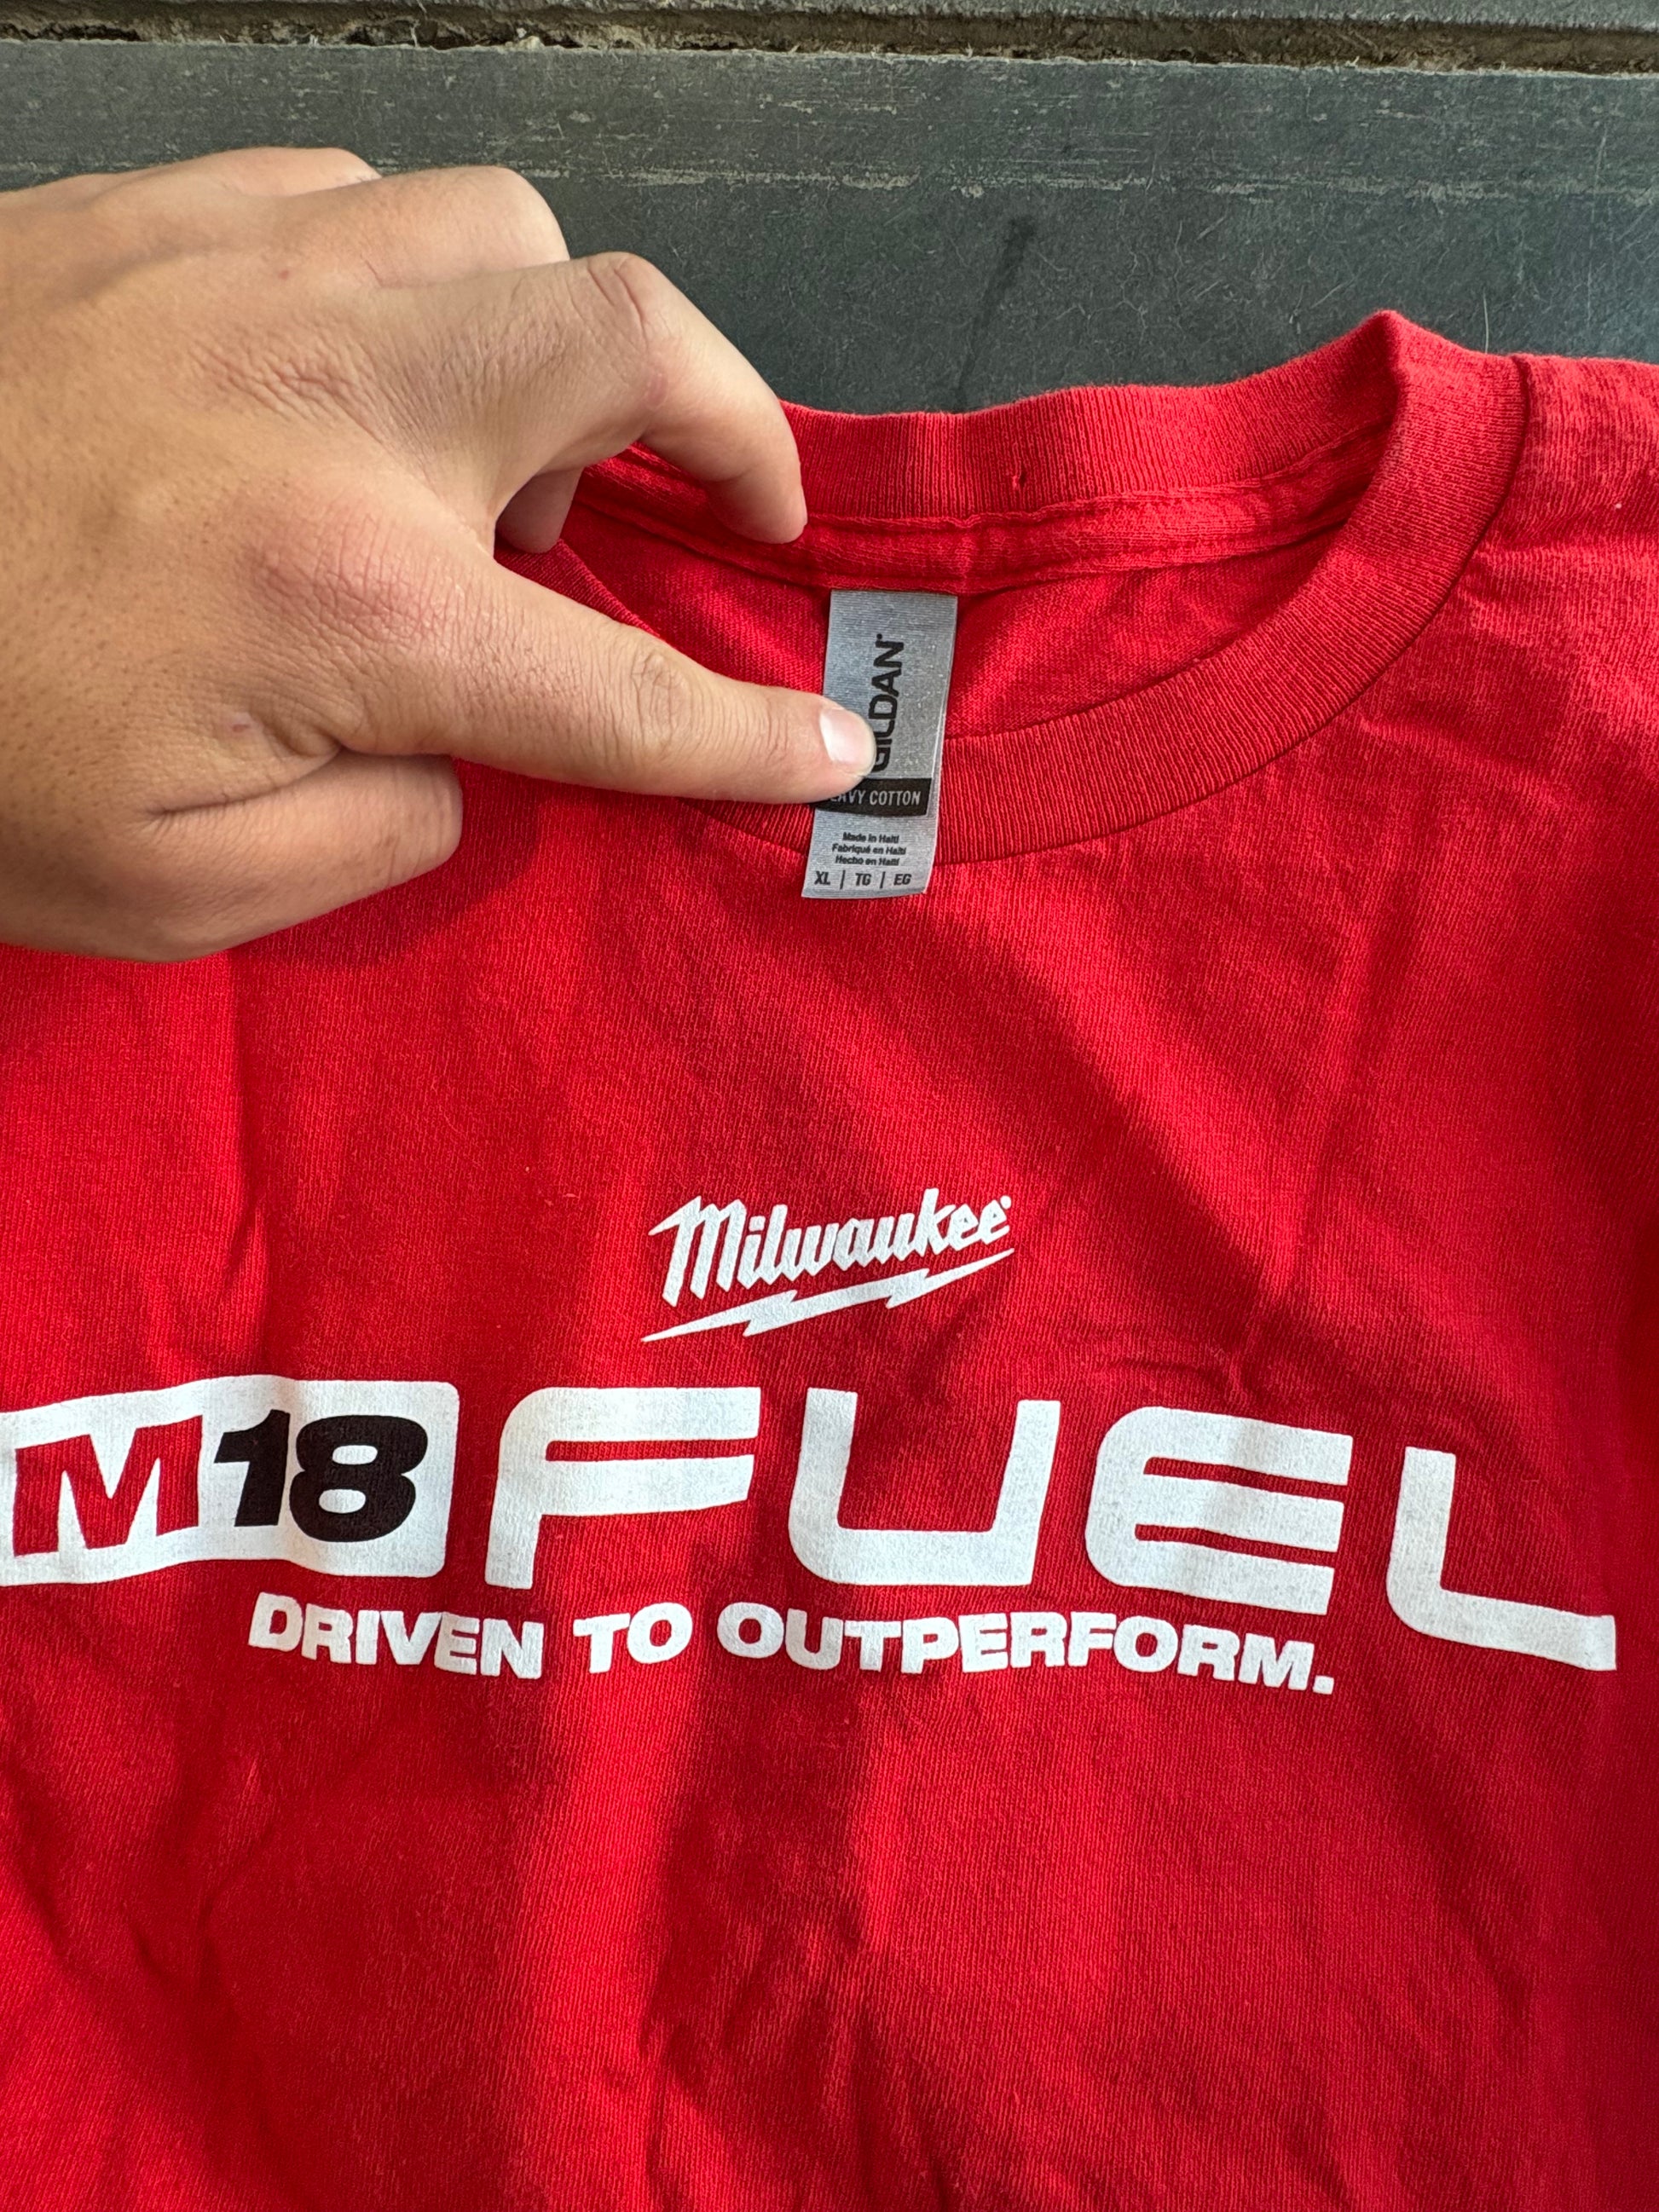 GILDAN
COTTON
Made in Haiti
Fabriqué en Haïti
Hecho en Haití
XL | TG | EG
Milwaukee
M18 FUEL
DRIVEN TO OUTPERFORM.